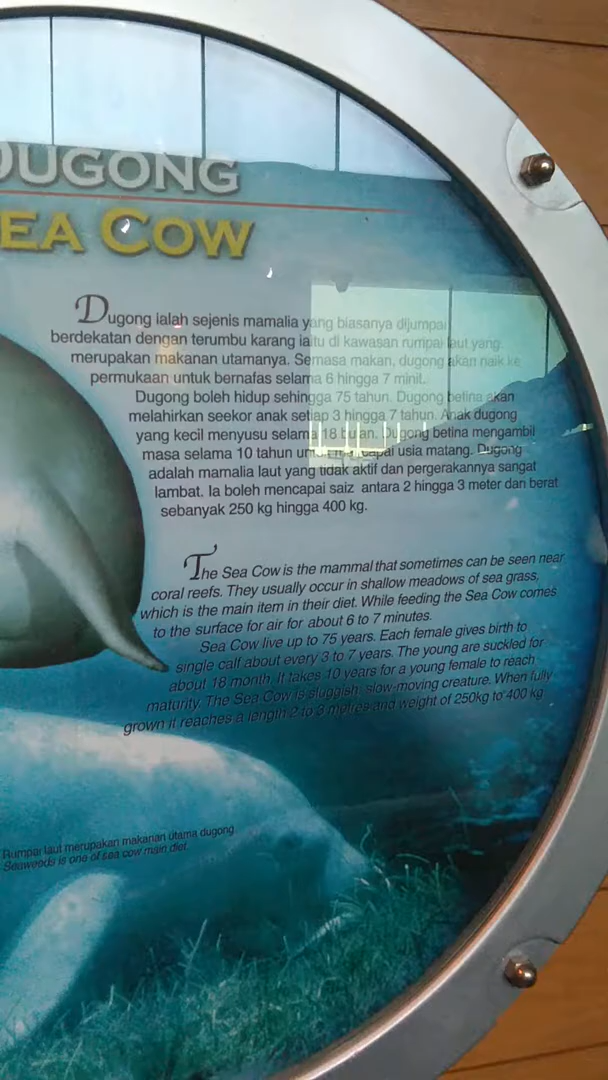 DUGONG
SEA COW
Dugong ialah sejenis mamalia yang biasanya dijumpai
berdekatan dengan terumbu karang iaitu di kawasan rumpai laut yang
merupakan makanan utamanya. Semasa makan, dugong akan naik ke
permukaan untuk bernafas selama 6 hingga 7 minit.
Dugong boleh hidup sehingga 75 tahun. Dugong betina akan
melahirkan seekor anak setiap 3 hingga 7 tahun. Anak dugong
yang kecil menyusu selama 18 bulan. Dugong betina mengambil
masa selama 10 tahun untuk mencapai usia matang. Dugong
adalah mamalia laut yang tidak aktif dan pergerakannya sangat
lambat. Ia boleh mencapai saiz antara 2 hingga 3 meter dan berat
sebanyak 250 kg hingga 400 kg.
The Sea Cow is the mammal that sometimes can be seen near
coral reefs. They usually occur in shallow meadows of sea grass,
which is the main item in their diet. While feeding the Sea Cow comes
to the surface for air for about 6 to 7 minutes.
Sea Cow live up to 75 years. Each female gives birth to
single calf about every 3 to 7 years. The young are suckled for
about 18 month. It takes 10 years for a young female to reach
maturity. The Sea Cow is sluggish, slow-moving creature. When fully
grown it reaches a length 2 to 3 metres and weight of 250kg to 400 kg.
Rumpai laut merupakan makanan utama dugong.
Seaweeds is one of sea cow main diet.